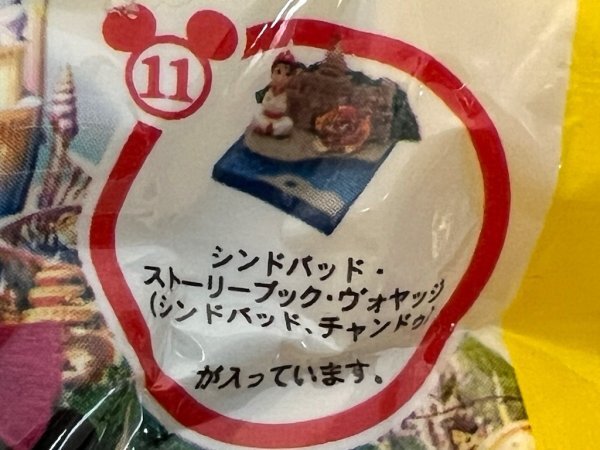 11
シンドバッド・
ストーリーブック・ヴォヤッジ
(シンドバッド、チャンドゥ)
が入っています。